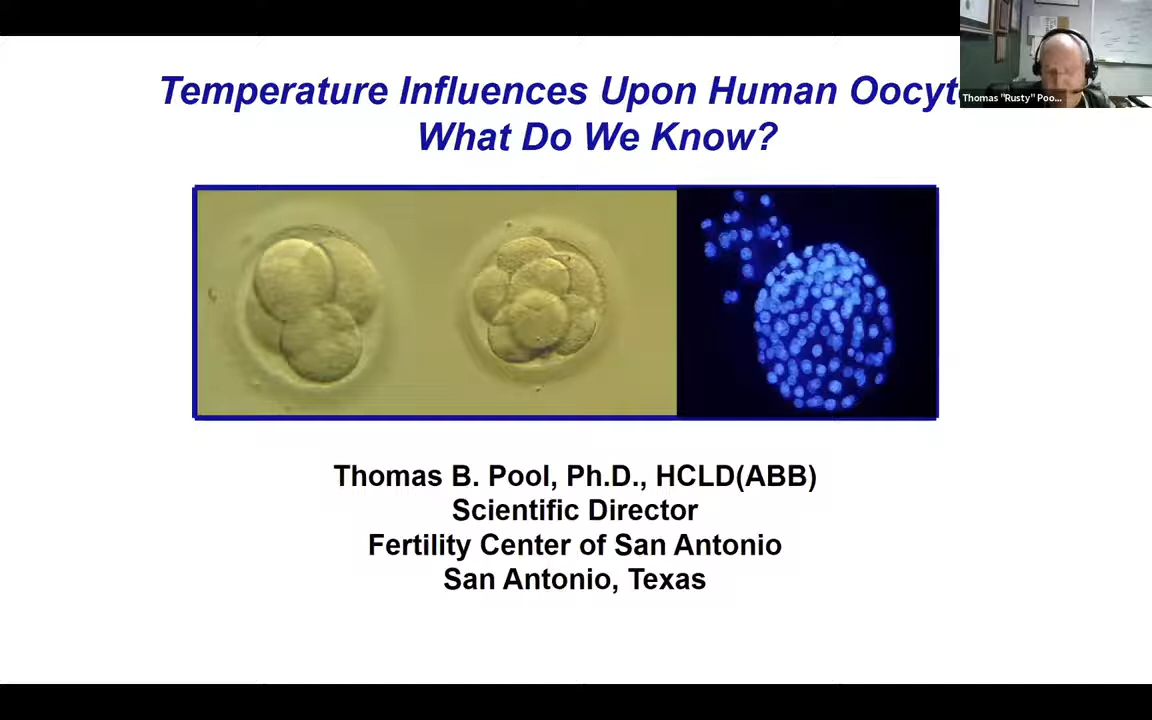 Temperature Influences Upon Human Oocyt
What Do We Know?
Thomas "Rusty" Poo...
Thomas B. Pool, Ph.D., HCLD(ABB)
Scientific Director
Fertility Center of San Antonio
San Antonio, Texas